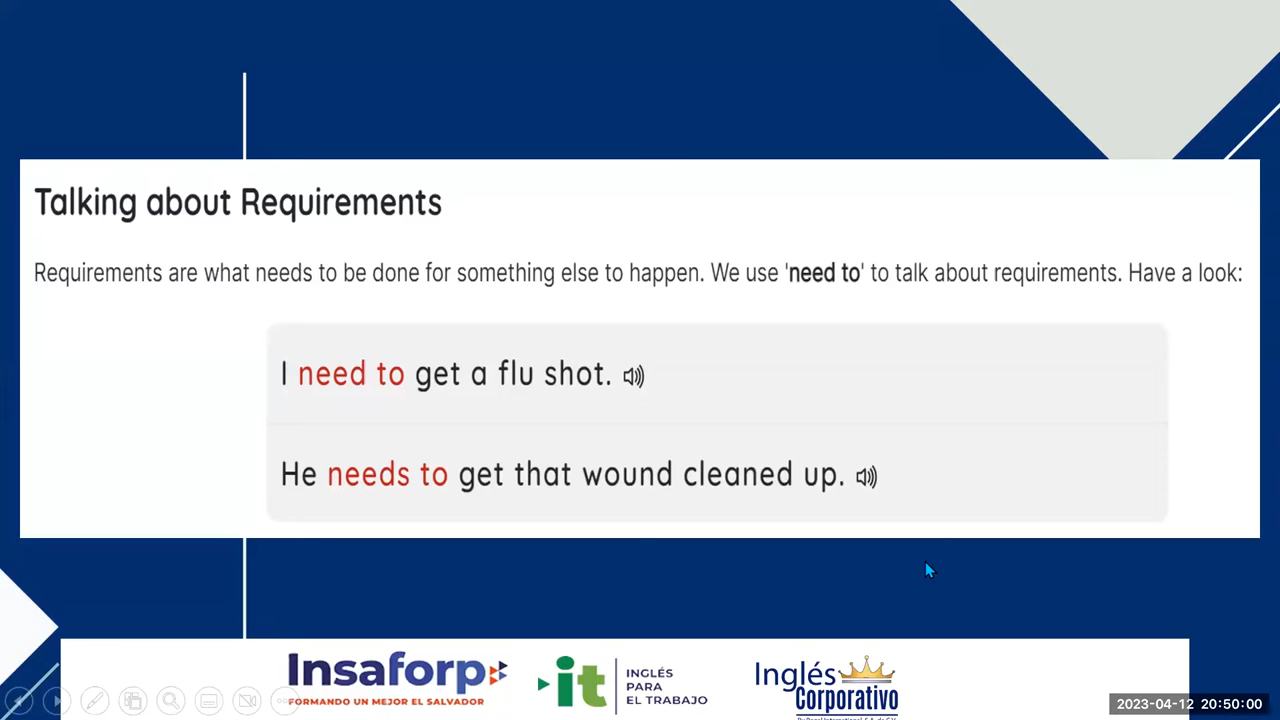 Talking about Requirements
Requirements are what needs to be done for something else to happen. We use 'need to' to talk about requirements. Have a look:
I need to get a flu shot.
He needs to get that wound cleaned up.
Insaforp
FORMANDO UN MEJOR EL SALVADOR
it
INGLÉS
PARA
EL TRABAJO
Inglés
Corporativo
2023-04-12 20:50:00